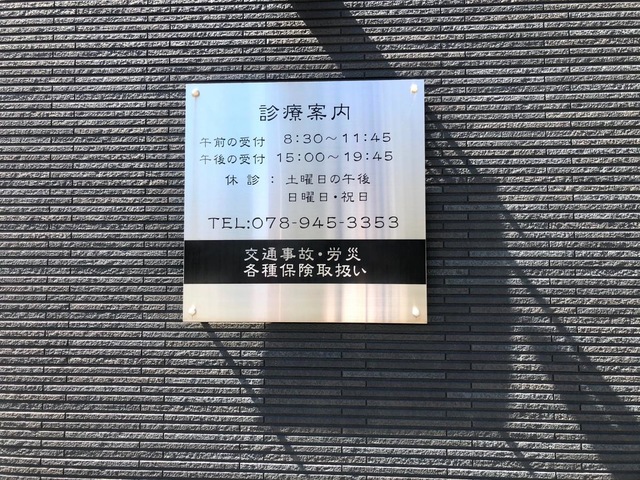 診療案内
午前の受付 8:30～11:45
午後の受付 15:00～19:45
休診：土曜日の午後
日曜日・祝日
TEL:078-945-3353
交通事故・労災
各種保険取扱い